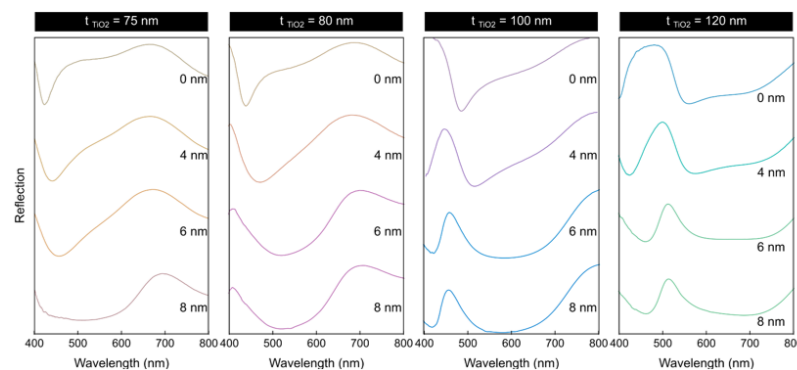 t TiO2 = 75 nm
t TiO2 = 80 nm
t TiO2 = 100 nm
t TiO2 = 120 nm
Reflection
0 nm
4 nm
6 nm
8 nm
0 nm
4 nm
6 nm
8 nm
0 nm
4 nm
6 nm
8 nm
0 nm
4 nm
6 nm
8 nm
400 500 600 700 800
400 500 600 700 800
400 500 600 700 800
400 500 600 700 80
Wavelength (nm)
Wavelength (nm)
Wavelength (nm)
Wavelength (nm)